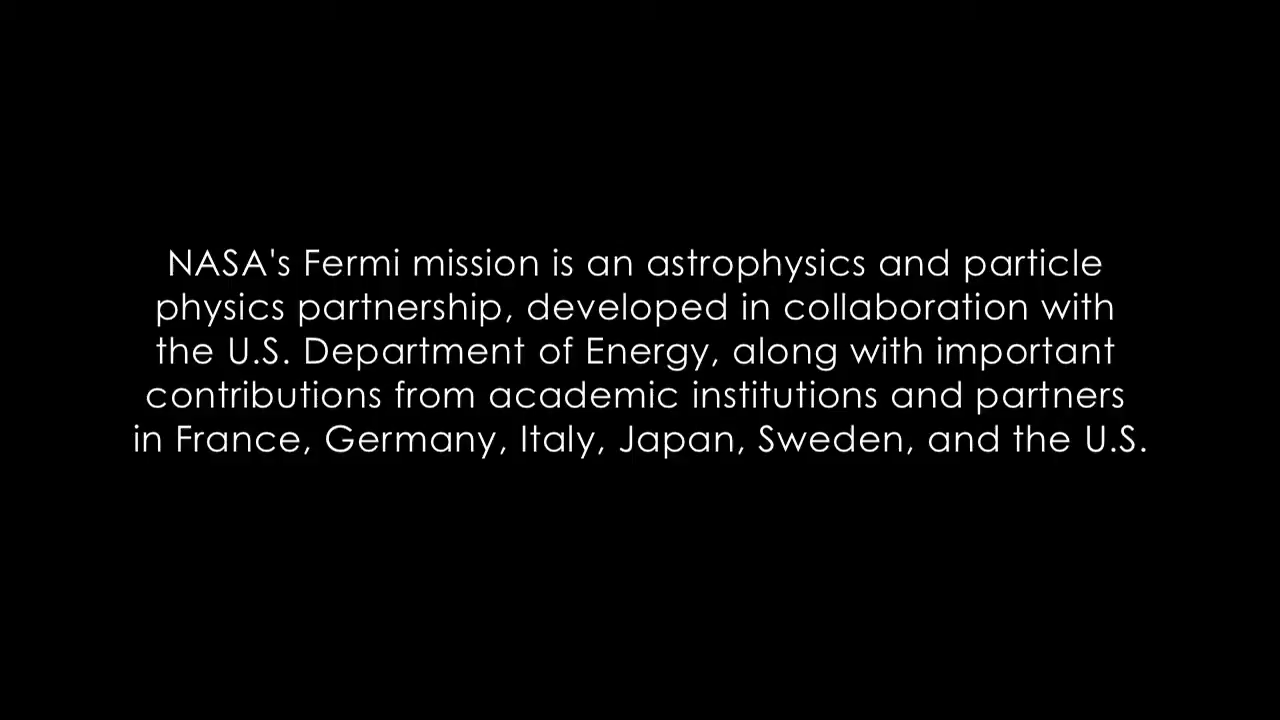 NASA's Fermi mission is an astrophysics and particle
physics partnership, developed in collaboration with
the U.S. Department of Energy, along with important
contributions from academic institutions and partners
in France, Germany, Italy, Japan, Sweden, and the U.S.